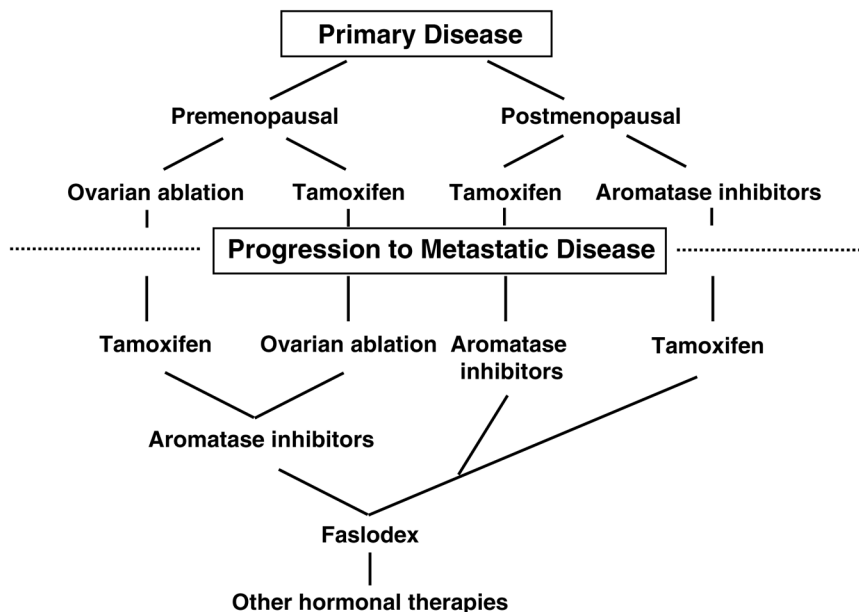 Primary Disease
Premenopausal
Postmenopausal
Ovarian ablation
Tamoxifen
Tamoxifen
Aromatase inhibitors
Progression to Metastatic Disease
Tamoxifen
Ovarian ablation
Aromatase
inhibitors
Tamoxifen
Aromatase inhibitors
Faslodex
Other hormonal therapies